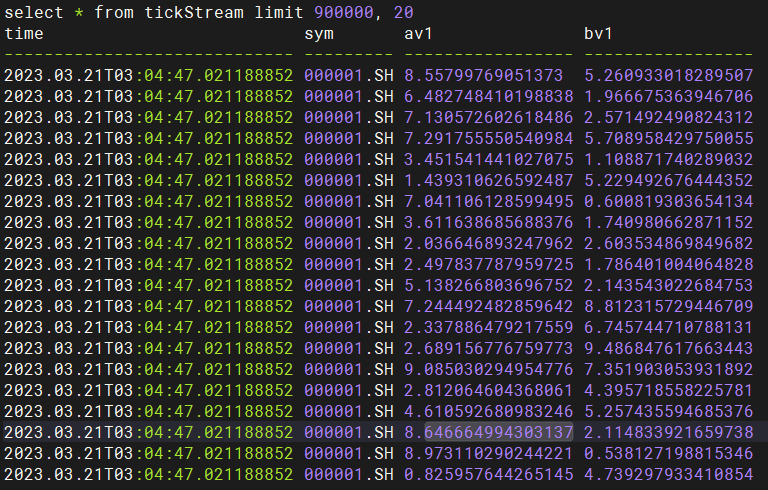 select * from tickStream limit 900000, 20
time sym av1 bv1
----------------------------- --------- ----------------- -----------------
2023.03.21T03:04:47.021188852 000001.SH 8.55799769051373 5.260933018289507
2023.03.21T03:04:47.021188852 000001.SH 6.482748410198838 1.966675363946706
2023.03.21T03:04:47.021188852 000001.SH 7.130572602618486 2.571492490824312
2023.03.21T03:04:47.021188852 000001.SH 7.291755550540984 5.708958429750055
2023.03.21T03:04:47.021188852 000001.SH 3.451541441027075 1.108871740289032
2023.03.21T03:04:47.021188852 000001.SH 1.439310626592487 5.229492676444352
2023.03.21T03:04:47.021188852 000001.SH 7.041106128599495 0.600819303654134
2023.03.21T03:04:47.021188852 000001.SH 3.611638685688376 1.740980662871152
2023.03.21T03:04:47.021188852 000001.SH 2.036646893247962 2.603534869849682
2023.03.21T03:04:47.021188852 000001.SH 2.497837787959725 1.786401004064828
2023.03.21T03:04:47.021188852 000001.SH 5.138266803696752 2.143543022684753
2023.03.21T03:04:47.021188852 000001.SH 7.244492482859642 8.812315729446709
2023.03.21T03:04:47.021188852 000001.SH 2.337886479217559 6.745744710788131
2023.03.21T03:04:47.021188852 000001.SH 2.689156776759773 9.486847617663443
2023.03.21T03:04:47.021188852 000001.SH 9.085030294954776 7.351903053931892
2023.03.21T03:04:47.021188852 000001.SH 2.812064604368061 4.395718558225781
2023.03.21T03:04:47.021188852 000001.SH 4.610592680983246 5.257435594685376
2023.03.21T03:04:47.021188852 000001.SH 8.646664994303137 2.114833921659738
2023.03.21T03:04:47.021188852 000001.SH 8.973110290244221 0.538127198815346
2023.03.21T03:04:47.021188852 000001.SH 0.825957644265145 4.739297933410854